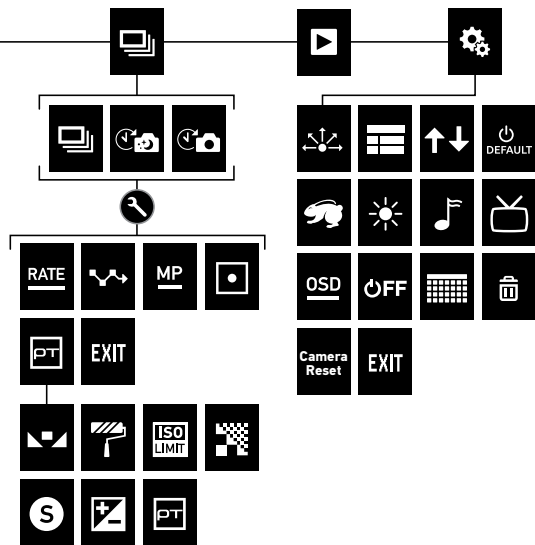 DEFAULT
RATE
MP
OSD
OFF
PT
EXIT
Camera
Reset
EXIT
ISO
LIMIT
S
PT